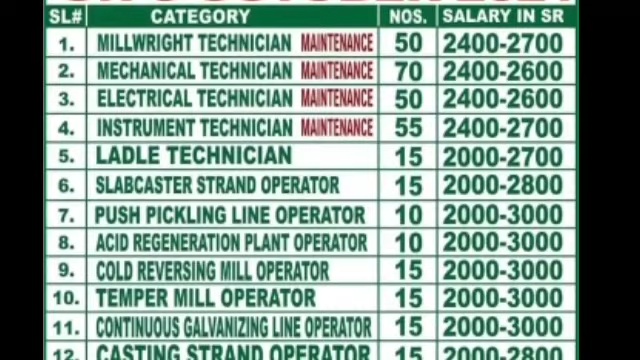 SL# CATEGORY NOS. SALARY IN SR
1. MILLWRIGHT TECHNICIAN MAINTENANCE 50 2400-2700
2. MECHANICAL TECHNICIAN MAINTENANCE 70 2400-2600
3. ELECTRICAL TECHNICIAN MAINTENANCE 50 2400-2600
4. INSTRUMENT TECHNICIAN MAINTENANCE 55 2400-2700
5. LADLE TECHNICIAN 15 2000-2700
6. SLABCASTER STRAND OPERATOR 15 2000-2800
7. PUSH PICKLING LINE OPERATOR 10 2000-3000
8. ACID REGENERATION PLANT OPERATOR 10 2000-3000
9. COLD REVERSING MILL OPERATOR 15 2000-3000
10. TEMPER MILL OPERATOR 15 2000-3000
11. CONTINUOUS GALVANIZING LINE OPERATOR 15 2000-3000
12. CASTING STRAND OPERATOR 15 2000-2800